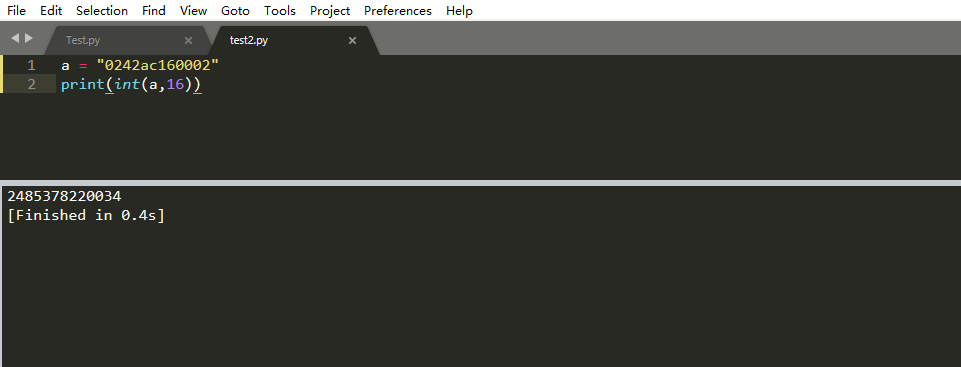 File Edit Selection Find View Goto Tools Project Preferences Help
Test.py × test2.py ×
1 a = "0242ac160002"
2 print(int(a,16))
2485378220034
[Finished in 0.4s]